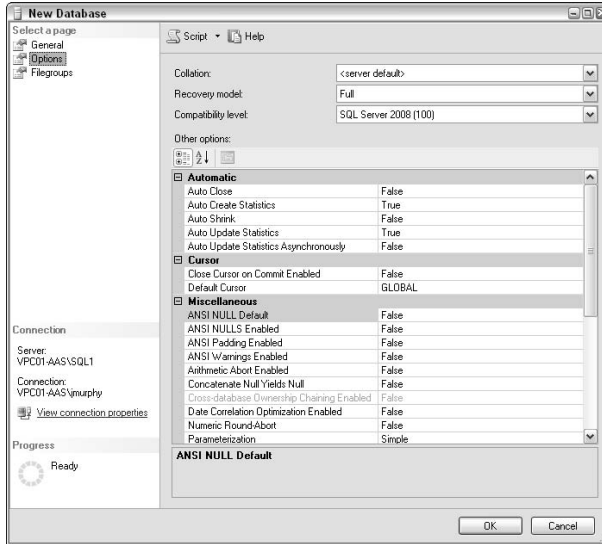 New Database
Select a page
General
Options
Filegroups
Script
Help
Collation:
<server default>
Recovery model:
Full
Compatibility level:
SQL Server 2008 (100)
Other options:
Automatic
Auto Close False
Auto Create Statistics True
Auto Shrink False
Auto Update Statistics True
Auto Update Statistics Asynchronously False
Cursor
Close Cursor on Commit Enabled False
Default Cursor GLOBAL
Miscellaneous
ANSI NULL Default False
ANSI NULLS Enabled False
ANSI Padding Enabled False
ANSI Warnings Enabled False
Arithmetic Abort Enabled False
Concatenate Null Yields Null False
Cross-database Ownership Chaining Enabled False
Date Correlation Optimization Enabled False
Numeric Round-Abort False
Parameterization Simple
ANSI NULL Default
Connection
Server:
VPC01-AAS\SQL1
Connection:
VPC01-AAS\jmurphy
View connection properties
Progress
Ready
OK
Cancel